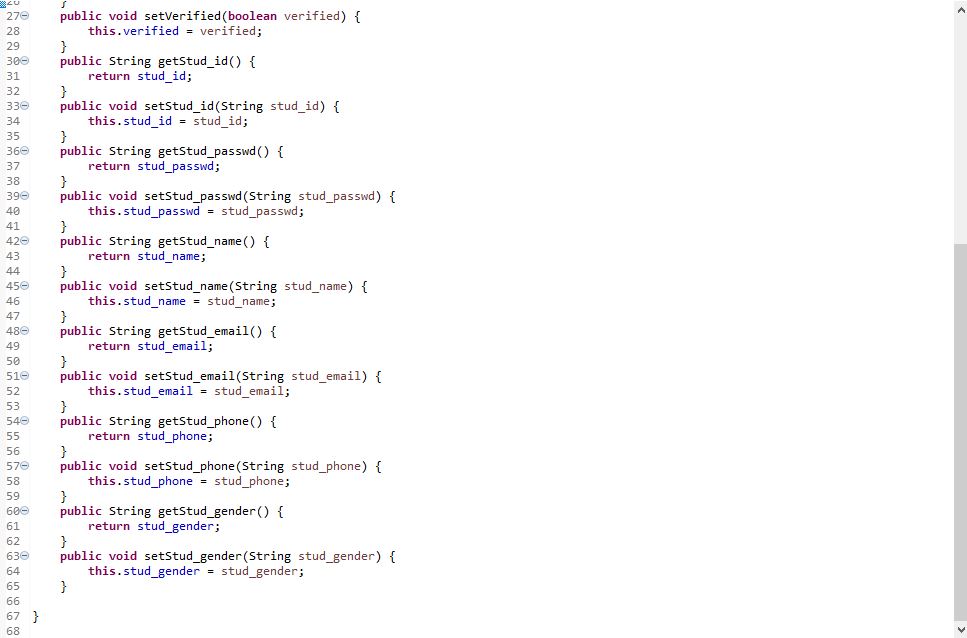 26    }
27    public void setVerified(boolean verified) {
28        this.verified = verified;
29    }
30    public String getStud_id() {
31        return stud_id;
32    }
33    public void setStud_id(String stud_id) {
34        this.stud_id = stud_id;
35    }
36    public String getStud_passwd() {
37        return stud_passwd;
38    }
39    public void setStud_passwd(String stud_passwd) {
40        this.stud_passwd = stud_passwd;
41    }
42    public String getStud_name() {
43        return stud_name;
44    }
45    public void setStud_name(String stud_name) {
46        this.stud_name = stud_name;
47    }
48    public String getStud_email() {
49        return stud_email;
50    }
51    public void setStud_email(String stud_email) {
52        this.stud_email = stud_email;
53    }
54    public String getStud_phone() {
55        return stud_phone;
56    }
57    public void setStud_phone(String stud_phone) {
58        this.stud_phone = stud_phone;
59    }
60    public String getStud_gender() {
61        return stud_gender;
62    }
63    public void setStud_gender(String stud_gender) {
64        this.stud_gender = stud_gender;
65    }
66
67 }
68